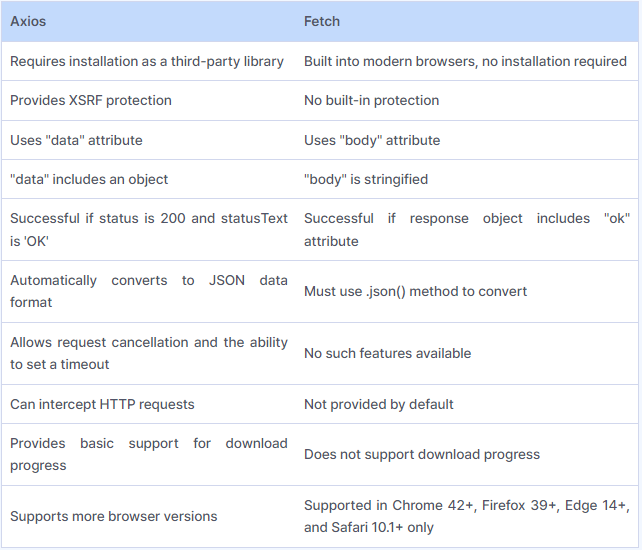 Axios Fetch
Requires installation as a third-party library Built into modern browsers, no installation required
Provides XSRF protection No built-in protection
Uses "data" attribute Uses "body" attribute
"data" includes an object "body" is stringified
Successful if status is 200 and statusText
is 'OK'
Successful if response object includes "ok"
attribute
Automatically converts to JSON data
format
Must use .json() method to convert
Allows request cancellation and the ability
to set a timeout
No such features available
Can intercept HTTP requests Not provided by default
Provides basic support for download
progress
Does not support download progress
Supports more browser versions
Supported in Chrome 42+, Firefox 39+, Edge 14+,
and Safari 10.1+ only